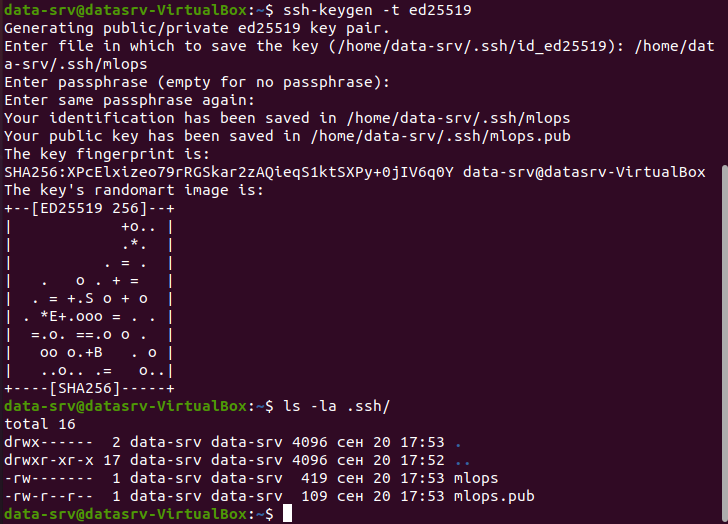 data-srv@datasrv-VirtualBox:~$ ssh-keygen -t ed25519
Generating public/private ed25519 key pair.
Enter file in which to save the key (/home/data-srv/.ssh/id_ed25519): /home/dat
a-srv/.ssh/mlops
Enter passphrase (empty for no passphrase):
Enter same passphrase again:
Your identification has been saved in /home/data-srv/.ssh/mlops
Your public key has been saved in /home/data-srv/.ssh/mlops.pub
The key fingerprint is:
SHA256:XPcElxizeo79rRGSkar2zAQieqS1ktSXPy+0jIV6q0Y data-srv@datasrv-VirtualBox
The key's randomart image is:
+--[ED25519 256]--+
|            +o.. |
|            .*.  |
|          . = .  |
|   .   o . + =   |
|  . = +.S o + o  |
| . *E+.ooo = . . |
|  =.o. ==.o o .  |
|   oo o.+B   . o |
|   ..o.. .=   o..|
+----[SHA256]-----+
data-srv@datasrv-VirtualBox:~$ ls -la .ssh/
total 16
drwx------  2 data-srv data-srv 4096 сен 20 17:53 .
drwxr-xr-x 17 data-srv data-srv 4096 сен 20 17:52 ..
-rw-------  1 data-srv data-srv  419 сен 20 17:53 mlops
-rw-r--r--  1 data-srv data-srv  109 сен 20 17:53 mlops.pub
data-srv@datasrv-VirtualBox:~$